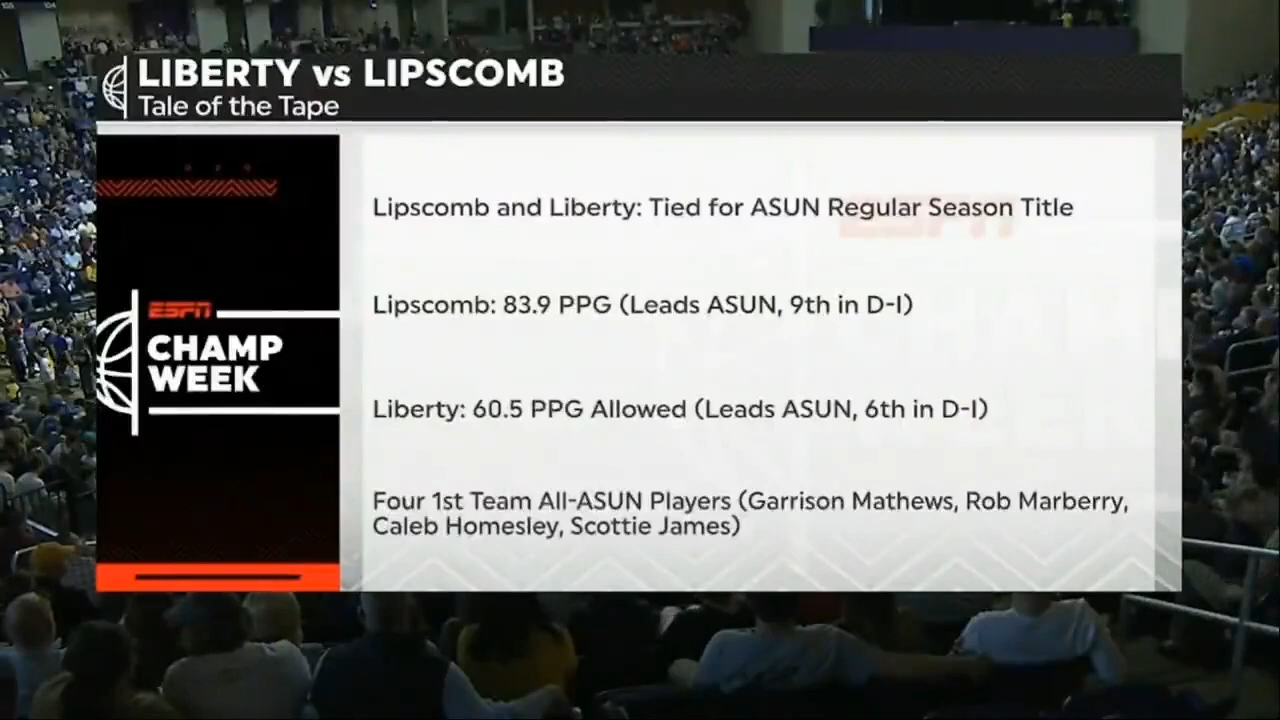 LIBERTY vs LIPSCOMB
Tale of the Tape
Lipscomb and Liberty: Tied for ASUN Regular Season Title
ESPN
Lipscomb: 83.9 PPG (Leads ASUN, 9th in D-I)
ESPN
CHAMP
WEEK
Liberty: 60.5 PPG Allowed (Leads ASUN, 6th in D-I)
Four 1st Team All-ASUN Players (Garrison Mathews, Rob Marberry,
Caleb Homesley, Scottie James)